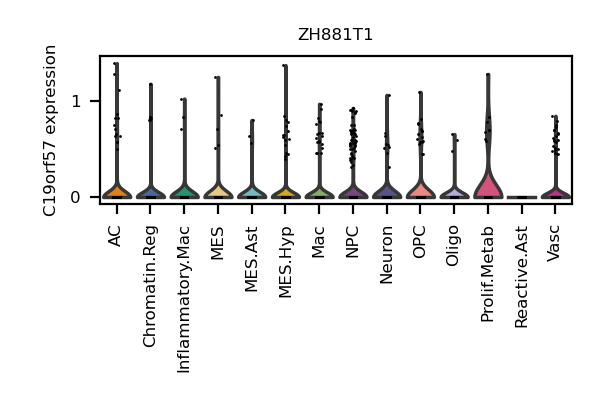 ZH881T1
C19orf57 expression
1
0
AC
Chromatin.Reg
Inflammatory.Mac
MES
MES.Ast
MES.Hyp
Mac
NPC
Neuron
OPC
Oligo
Prolif.Metab
Reactive.Ast
Vasc